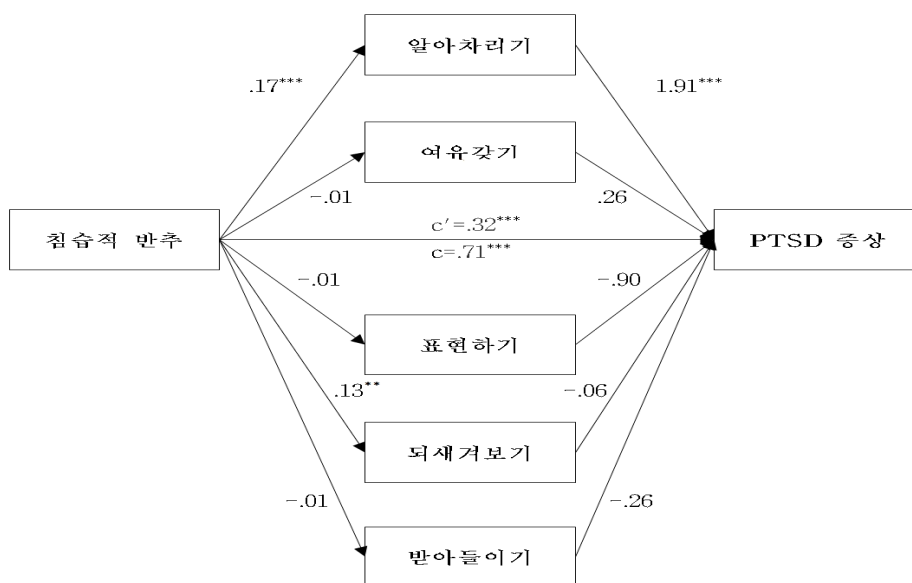 알아차리기
.17***
1.91***
여유갖기
-.01
.26
침습적 반추
c′=.32***
c=.71***
PTSD 증상
-.01
-.90
표현하기
.13**
-.06
되새겨보기
-.01
-.26
받아들이기